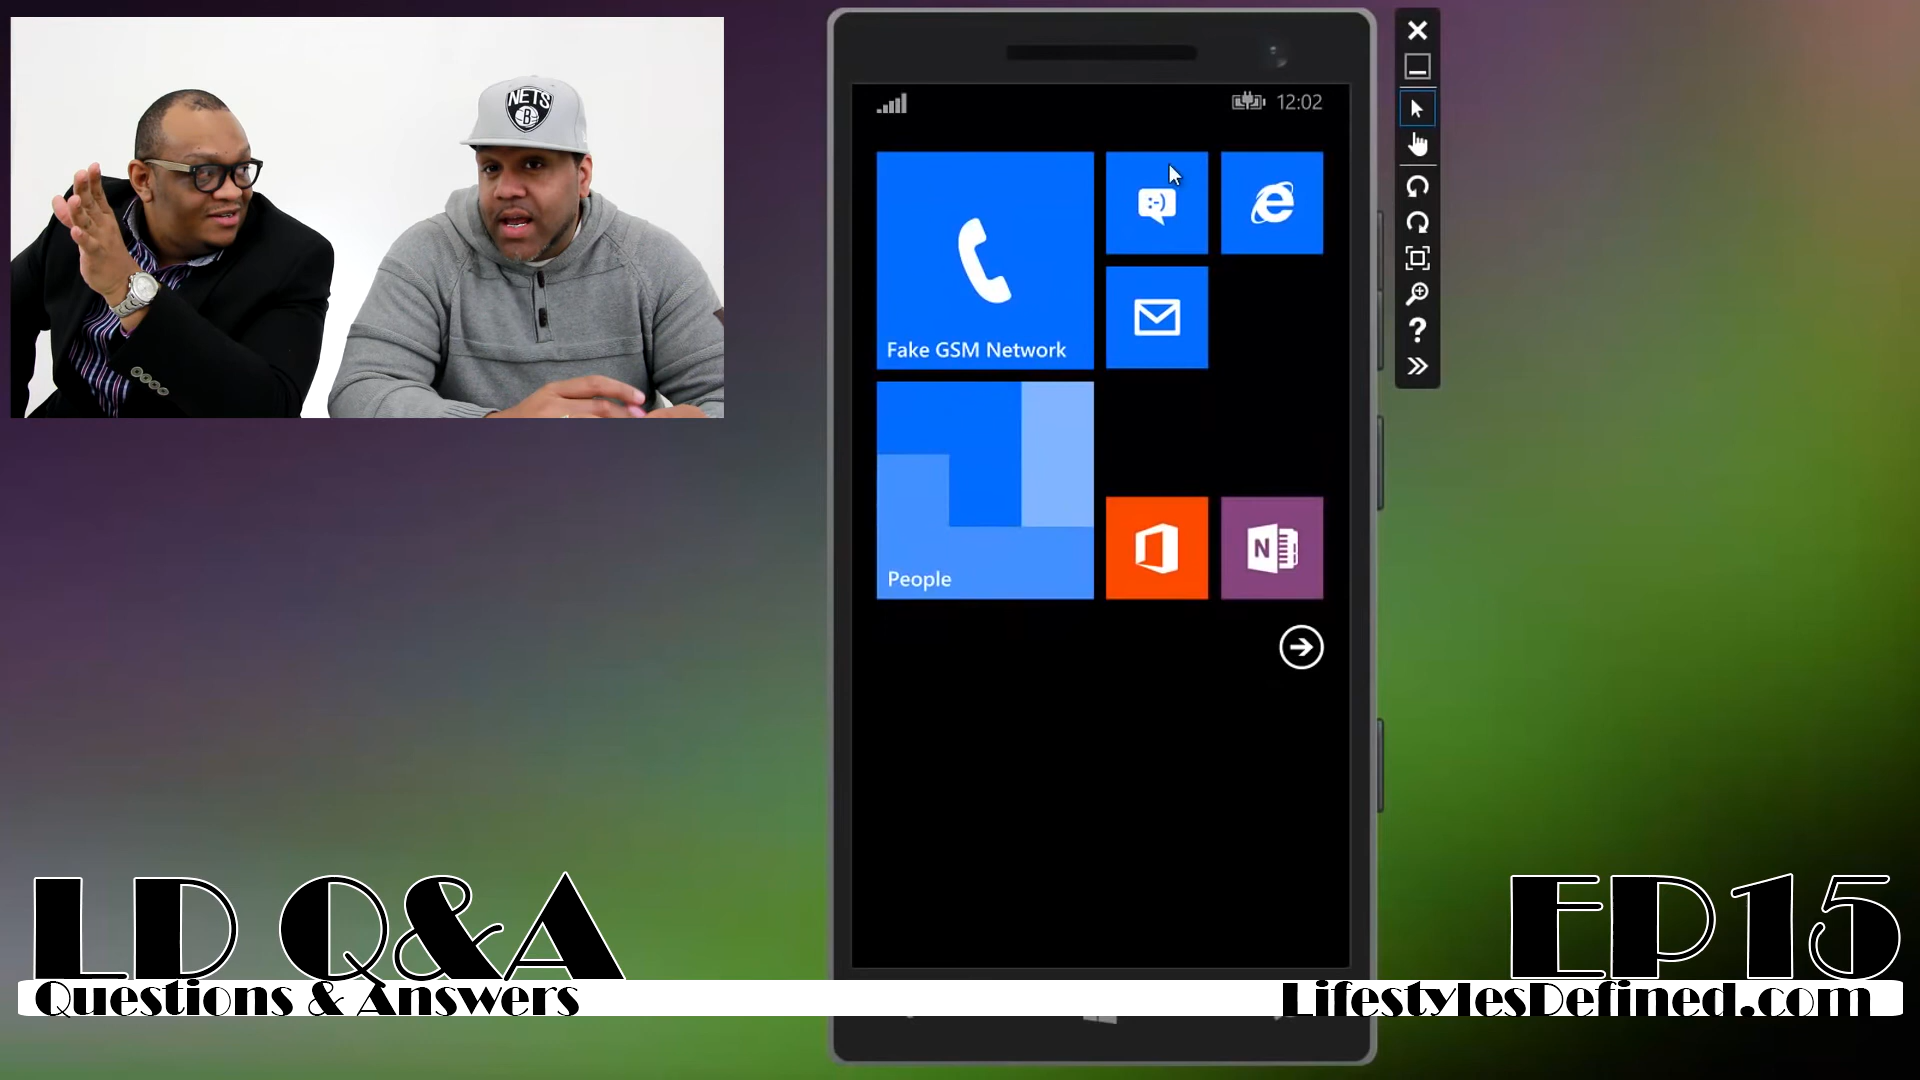 NETS
B
12:02
:-)
Fake GSM Network
People
N
?
LD Q&A
EP15
Questions & Answers
LifestylesDefined.com